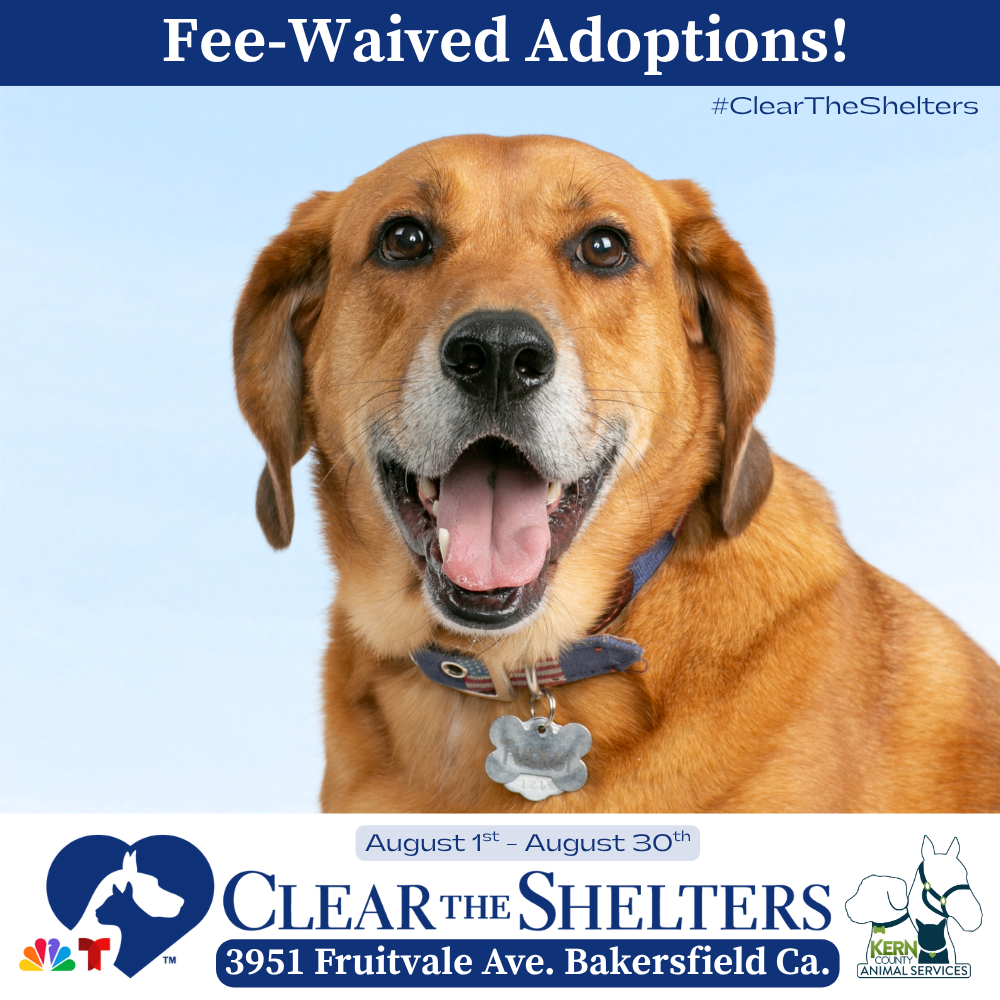 Fee-Waived Adoptions!
#ClearTheShelters
August 1st - August 30th
CLEAR THE SHELTERS
TM
3951 Fruitvale Ave. Bakersfield Ca.
KERN
COUNTY
ANIMAL SERVICES